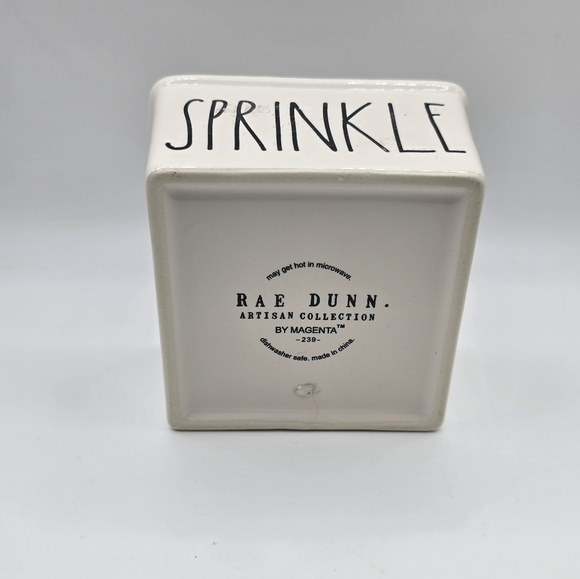 SPRINKLE
may get hot in microwave.
RAE DUNN.
ARTISAN COLLECTION
BY MAGENTA™
-239-
dishwasher safe. made in china.